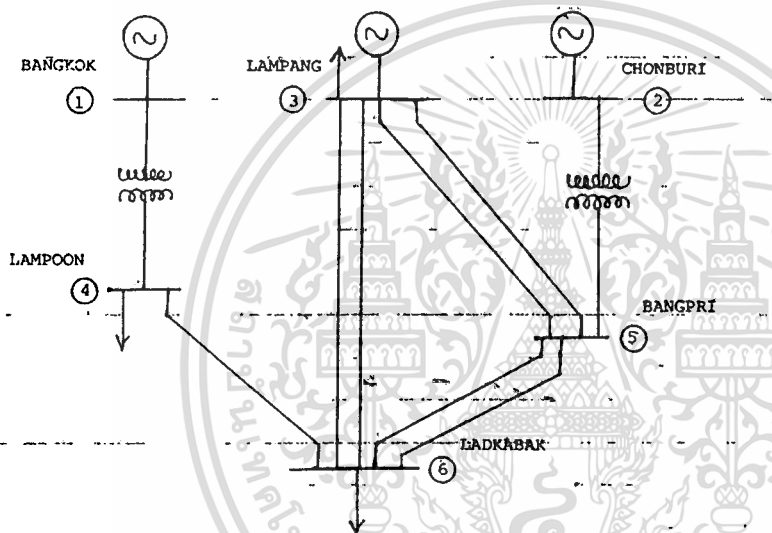 BANGKOK
1
LAMPANG
3
CHONBURI
2
LAMPOON
4
BANGPRI
5
LADKABAK
6